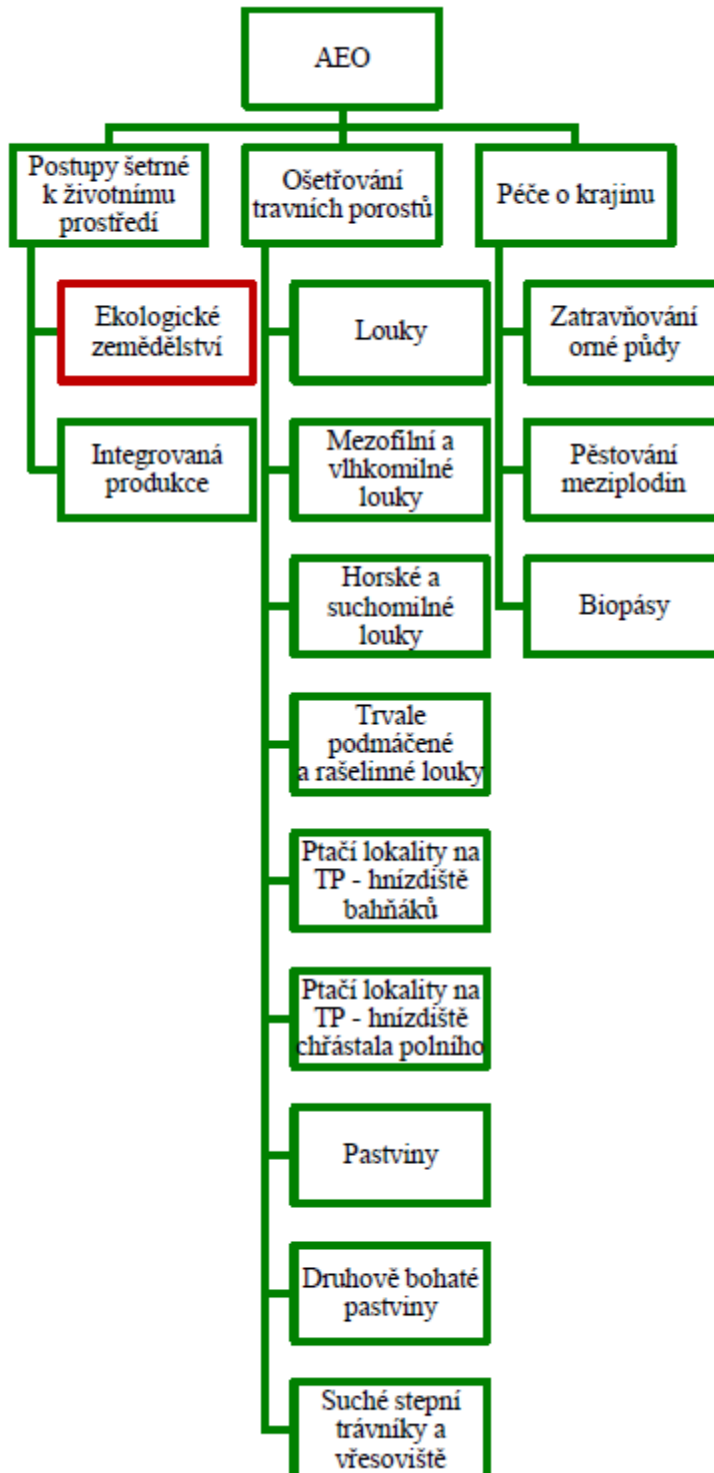 AEO
Postupy šetrné
k životnímu
prostředí
Ekologické
zemědělství
Integrovaná
produkce
Ošetřování
travních porostů
Louky
Mezofilní a
vlhkomilné
louky
Horské a
suchomilné
louky
Trvale
podmáčené
a rašelinné louky
Ptačí lokality na
TP - hnízdiště
bahňáků
Ptačí lokality na
TP - hnízdiště
chřástala polního
Pastviny
Druhově bohaté
pastviny
Suché stepní
trávníky a
vřesoviště
Péče o krajinu
Zatravňování
orné půdy
Pěstování
meziplodin
Biopásy